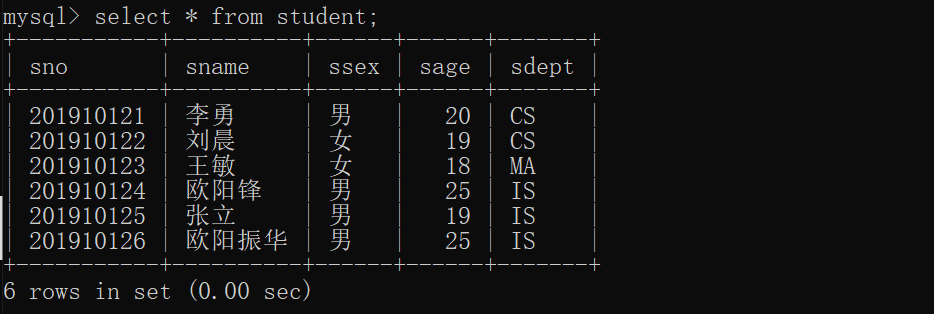 mysql> select * from student;
+-----------+----------+------+------+-------+
| sno       | sname    | ssex | sage | sdept |
+-----------+----------+------+------+-------+
| 201910121 | 李勇     | 男   |   20 | CS    |
| 201910122 | 刘晨     | 女   |   19 | CS    |
| 201910123 | 王敏     | 女   |   18 | MA    |
| 201910124 | 欧阳锋   | 男   |   25 | IS    |
| 201910125 | 张立     | 男   |   19 | IS    |
| 201910126 | 欧阳振华 | 男   |   25 | IS    |
+-----------+----------+------+------+-------+
6 rows in set (0.00 sec)